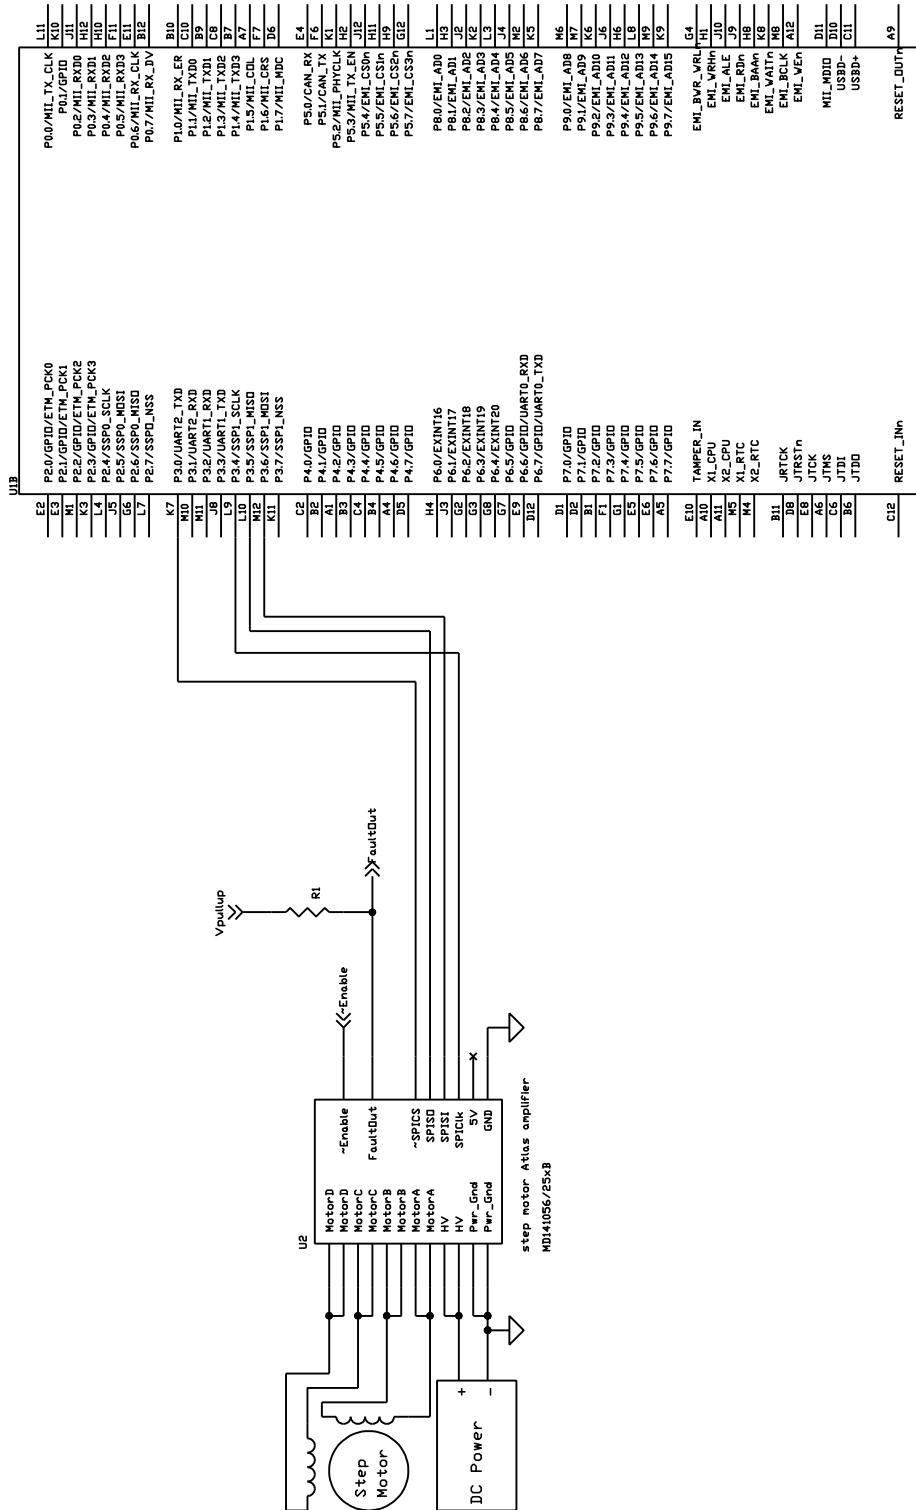 U1B
E2 P2.0/GPIO/ETM_PCK0 P0.0/MII_TX_CLK L11
E3 P2.1/GPIO/ETM_PCK1 P0.1/GPIO K10
M1 P2.2/GPIO/ETM_PCK2 P0.2/MII_RXD0 J11
K3 P2.3/GPIO/ETM_PCK3 P0.3/MII_RXD1 H12
L4 P2.4/SSP0_SCLK P0.4/MII_RXD2 H10
J5 P2.5/SSP0_MOSI P0.5/MII_RXD3 F11
G6 P2.6/SSP0_MISO P0.6/MII_RX_CLK E11
L7 P2.7/SSP0_NSS P0.7/MII_RX_DV B12
K7 P3.0/UART2_TXD P1.0/MII_RX_ER B10
M10 P3.1/UART2_RXD P1.1/MII_TXD0 C10
M11 P3.2/UART1_RXD P1.2/MII_TXD1 B9
J8 P3.3/UART1_TXD P1.3/MII_TXD2 C8
L9 P3.4/SSP1_SCLK P1.4/MII_TXD3 B7
L10 P3.5/SSP1_MISO P1.5/MII_COL A7
M12 P3.6/SSP1_MOSI P1.6/MII_CRS F7
K11 P3.7/SSP1_NSS P1.7/MII_MDC D6
C2 P4.0/GPIO P5.0/CAN_RX E4
B2 P4.1/GPIO P5.1/CAN_TX F6
A1 P4.2/GPIO P5.2/MII_PHYCLK K1
B3 P4.3/GPIO P5.3/MII_TX_EN H2
C4 P4.4/GPIO P5.4/EMI_CS0n J12
B4 P4.5/GPIO P5.5/EMI_CS1n H11
A4 P4.6/GPIO P5.6/EMI_CS2n H9
D5 P4.7/GPIO P5.7/EMI_CS3n G12
H4 P6.0/EXINT16 P8.0/EMI_AD0 L1
J3 P6.1/EXINT17 P8.1/EMI_AD1 H3
G2 P6.2/EXINT18 P8.2/EMI_AD2 J2
G3 P6.3/EXINT19 P8.3/EMI_AD3 K2
G8 P6.4/EXINT20 P8.4/EMI_AD4 L3
G7 P6.5/GPIO P8.5/EMI_AD5 J4
E9 P6.6/GPIO/UART0_RXD P8.6/EMI_AD6 M2
D12 P6.7/GPIO/UART0_TXD P8.7/EMI_AD7 K5
D1 P7.0/GPIO P9.0/EMI_AD8 M6
D2 P7.1/GPIO P9.1/EMI_AD9 M7
B1 P7.2/GPIO P9.2/EMI_AD10 K6
F1 P7.3/GPIO P9.3/EMI_AD11 J6
G1 P7.4/GPIO P9.4/EMI_AD12 H6
E5 P7.5/GPIO P9.5/EMI_AD13 L8
E6 P7.6/GPIO P9.6/EMI_AD14 M9
A5 P7.7/GPIO P9.7/EMI_AD15 K9
E10 TAMPER_IN EMI_BWR_WRLn G4
A10 X1_CPU EMI_WRHn H1
A11 X2_CPU EMI_ALE J10
M5 X1_RTC EMI_RDn J9
M4 X2_RTC EMI_BAAn H8
EMI_WAITn K8
B11 JRTCK EMI_BCLK M8
D8 JTRSTn EMI_WEn A12
E8 JTCK
A6 JTMS MII_MDIO D11
C6 JTDI USBD- D10
B6 JTDO USBD+ C11
C12 RESET_INn RESET_OUTn A9
Vpullup
R1
FaultOut
~Enable
U2
MotorD
MotorD ~Enable
MotorC
MotorC FaultOut
MotorB
MotorB
MotorA ~SPICS
MotorA SPISO
HV SPISI
HV SPIClk
Pwr_Gnd 5V
Pwr_Gnd GND
step motor Atlas amplifier
MD141056/25xB
Step
Motor
+
-
DC Power